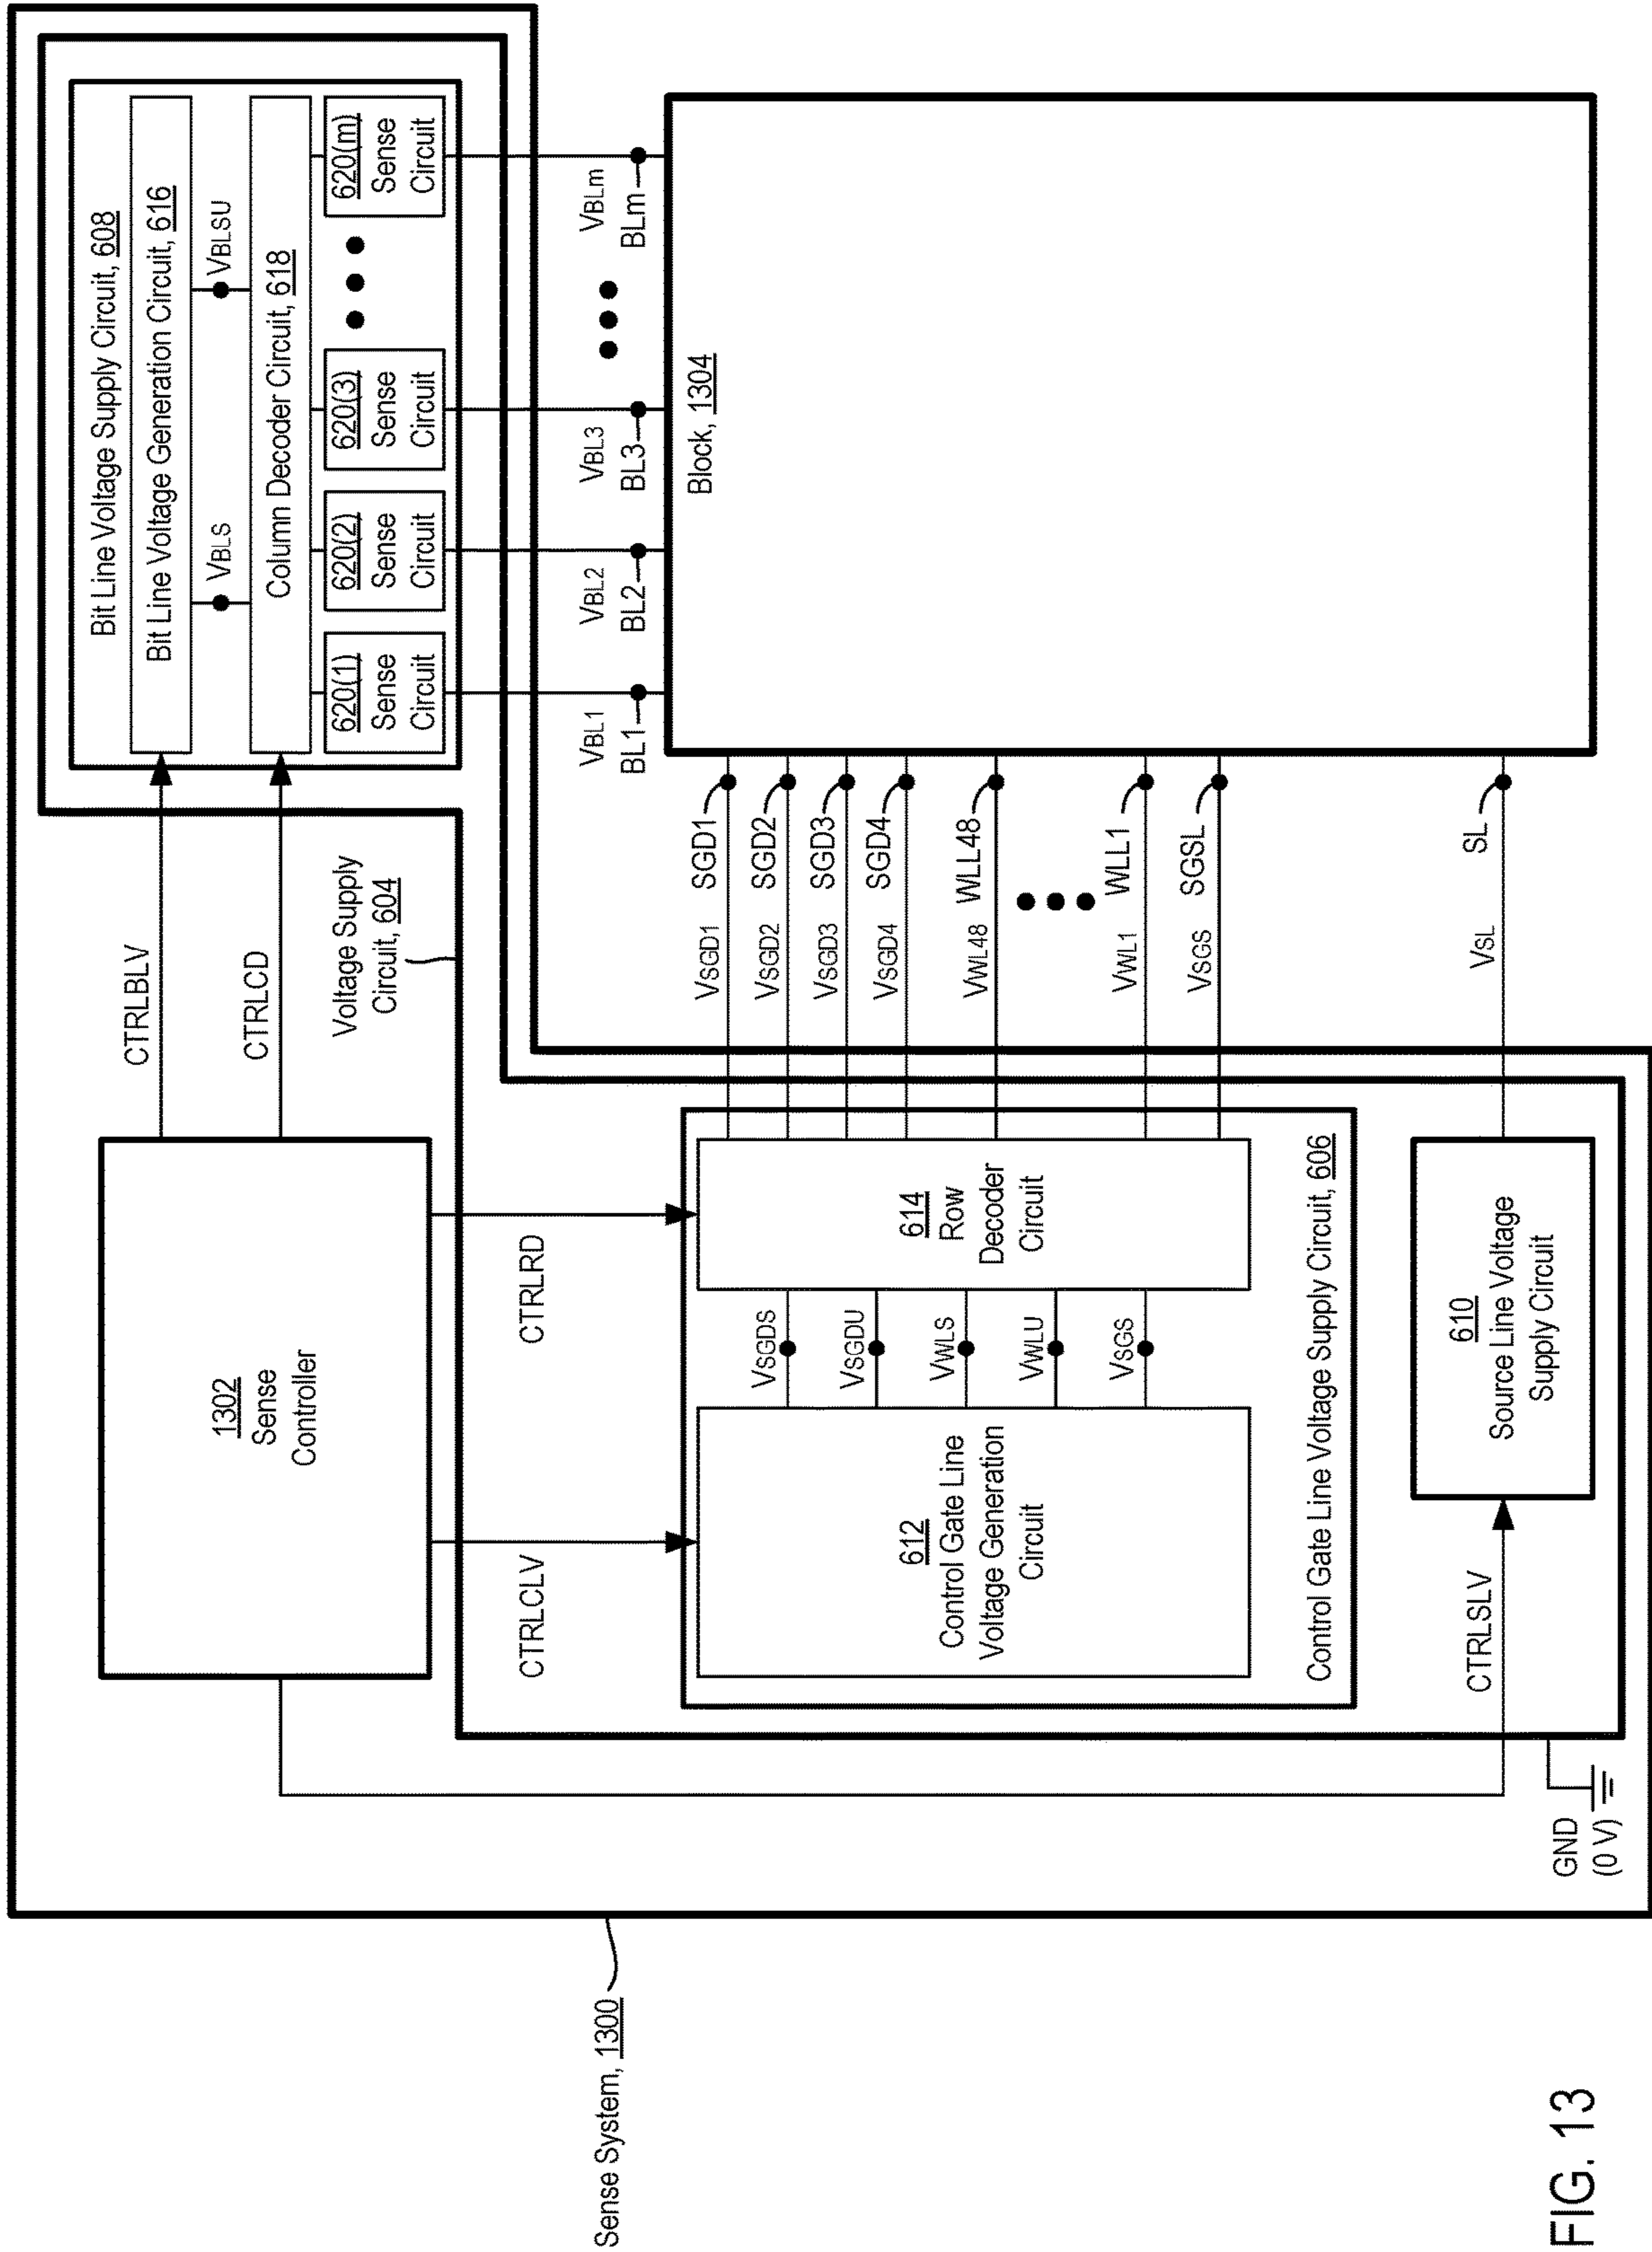 Sense System, 1300
1302
Sense
Controller
CTRLBLV
CTRLCD
Voltage Supply
Circuit, 604
Bit Line Voltage Supply Circuit, 608
Bit Line Voltage Generation Circuit, 616
VBLS
VBLSU
Column Decoder Circuit, 618
620(1)
Sense
Circuit
620(2)
Sense
Circuit
620(3)
Sense
Circuit
620(m)
Sense
Circuit
CTRLCLV
CTRLRD
VBL1
BL1
VBL2
BL2
VBL3
BL3
VBLm
BLm
Block, 1304
612
Control Gate Line
Voltage Generation
Circuit
VSGDS
VSGDU
VWLS
VWLU
VSGS
614
Row
Decoder
Circuit
Control Gate Line Voltage Supply Circuit, 606
VSGD1 SGD1
VSGD2 SGD2
VSGD3 SGD3
VSGD4 SGD4
VWL48 WLL48
VWL1 WLL1
VSGS SGSL
CTRLSLV
610
Source Line Voltage
Supply Circuit
VSL SL
GND
(0 V)
FIG. 13